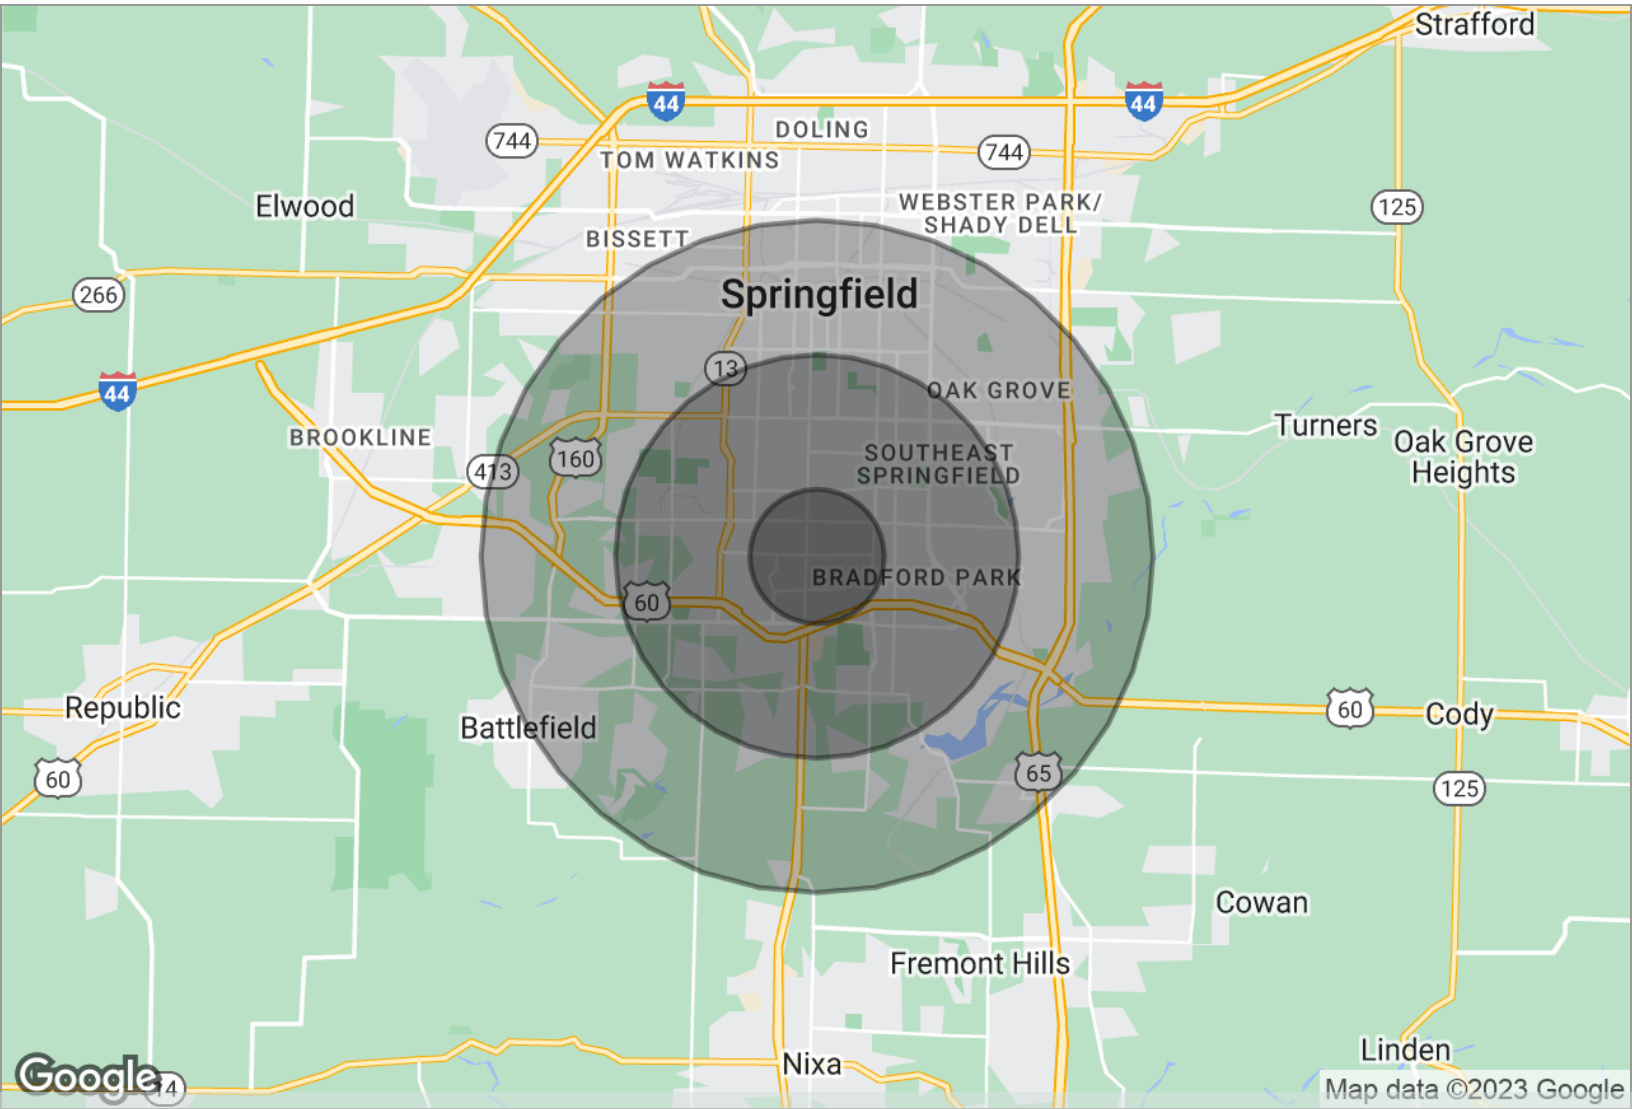 Strafford
44
44
DOLING
744
TOM WATKINS
744
Elwood
WEBSTER PARK/
SHADY DELL
125
BISSETT
266
Springfield
13
44
OAK GROVE
BROOKLINE
Turners
Oak Grove
Heights
413
160
SOUTHEAST
SPRINGFIELD
BRADFORD PARK
60
Republic
Battlefield
60
Cody
60
65
125
Cowan
Fremont Hills
Nixa
Linden
Google
14
Map data ©2023 Google